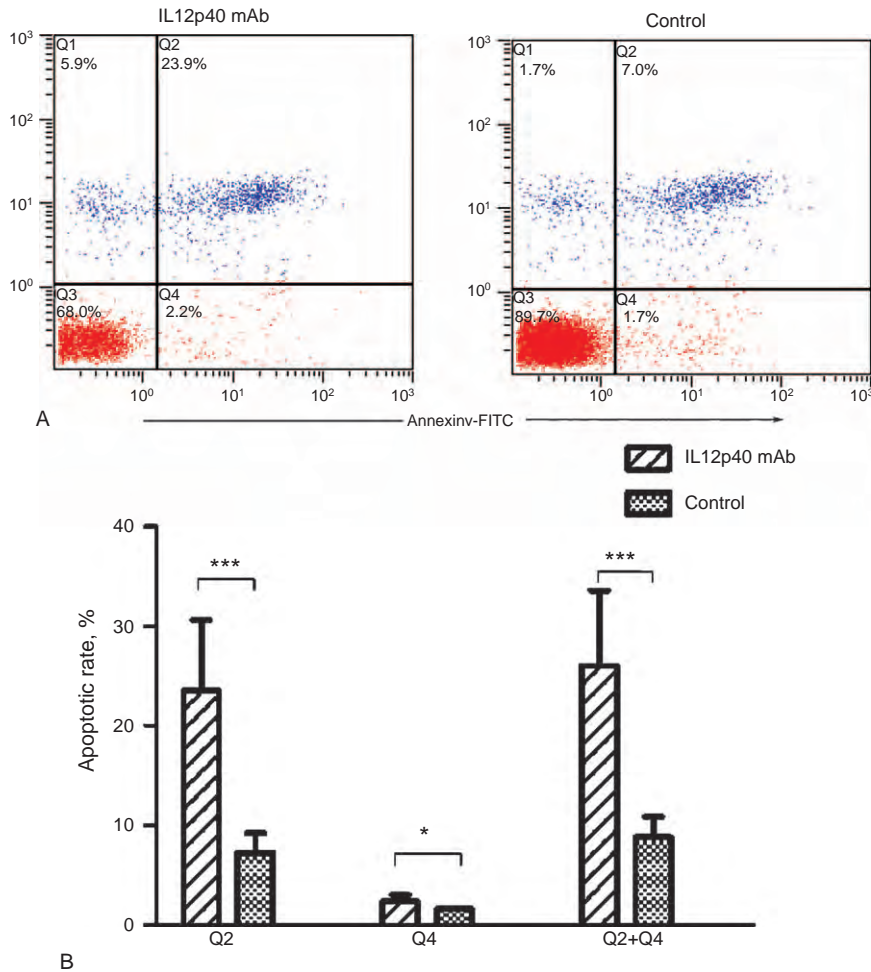 IL12p40 mAb
Control
10³
Q1
5.9%
Q2
23.9%
10²
10¹
10⁰
Q3
68.0%
Q4
2.2%
10⁰ 10¹ 10² 10³
10³
Q1
1.7%
Q2
7.0%
10²
10¹
10⁰
Q3
89.7%
Q4
1.7%
10⁰ 10¹ 10² 10³
A
Annexinv-FITC
IL12p40 mAb
Control
Apoptotic rate, %
40
30
20
10
0
***
*
***
Q2 Q4 Q2+Q4
B